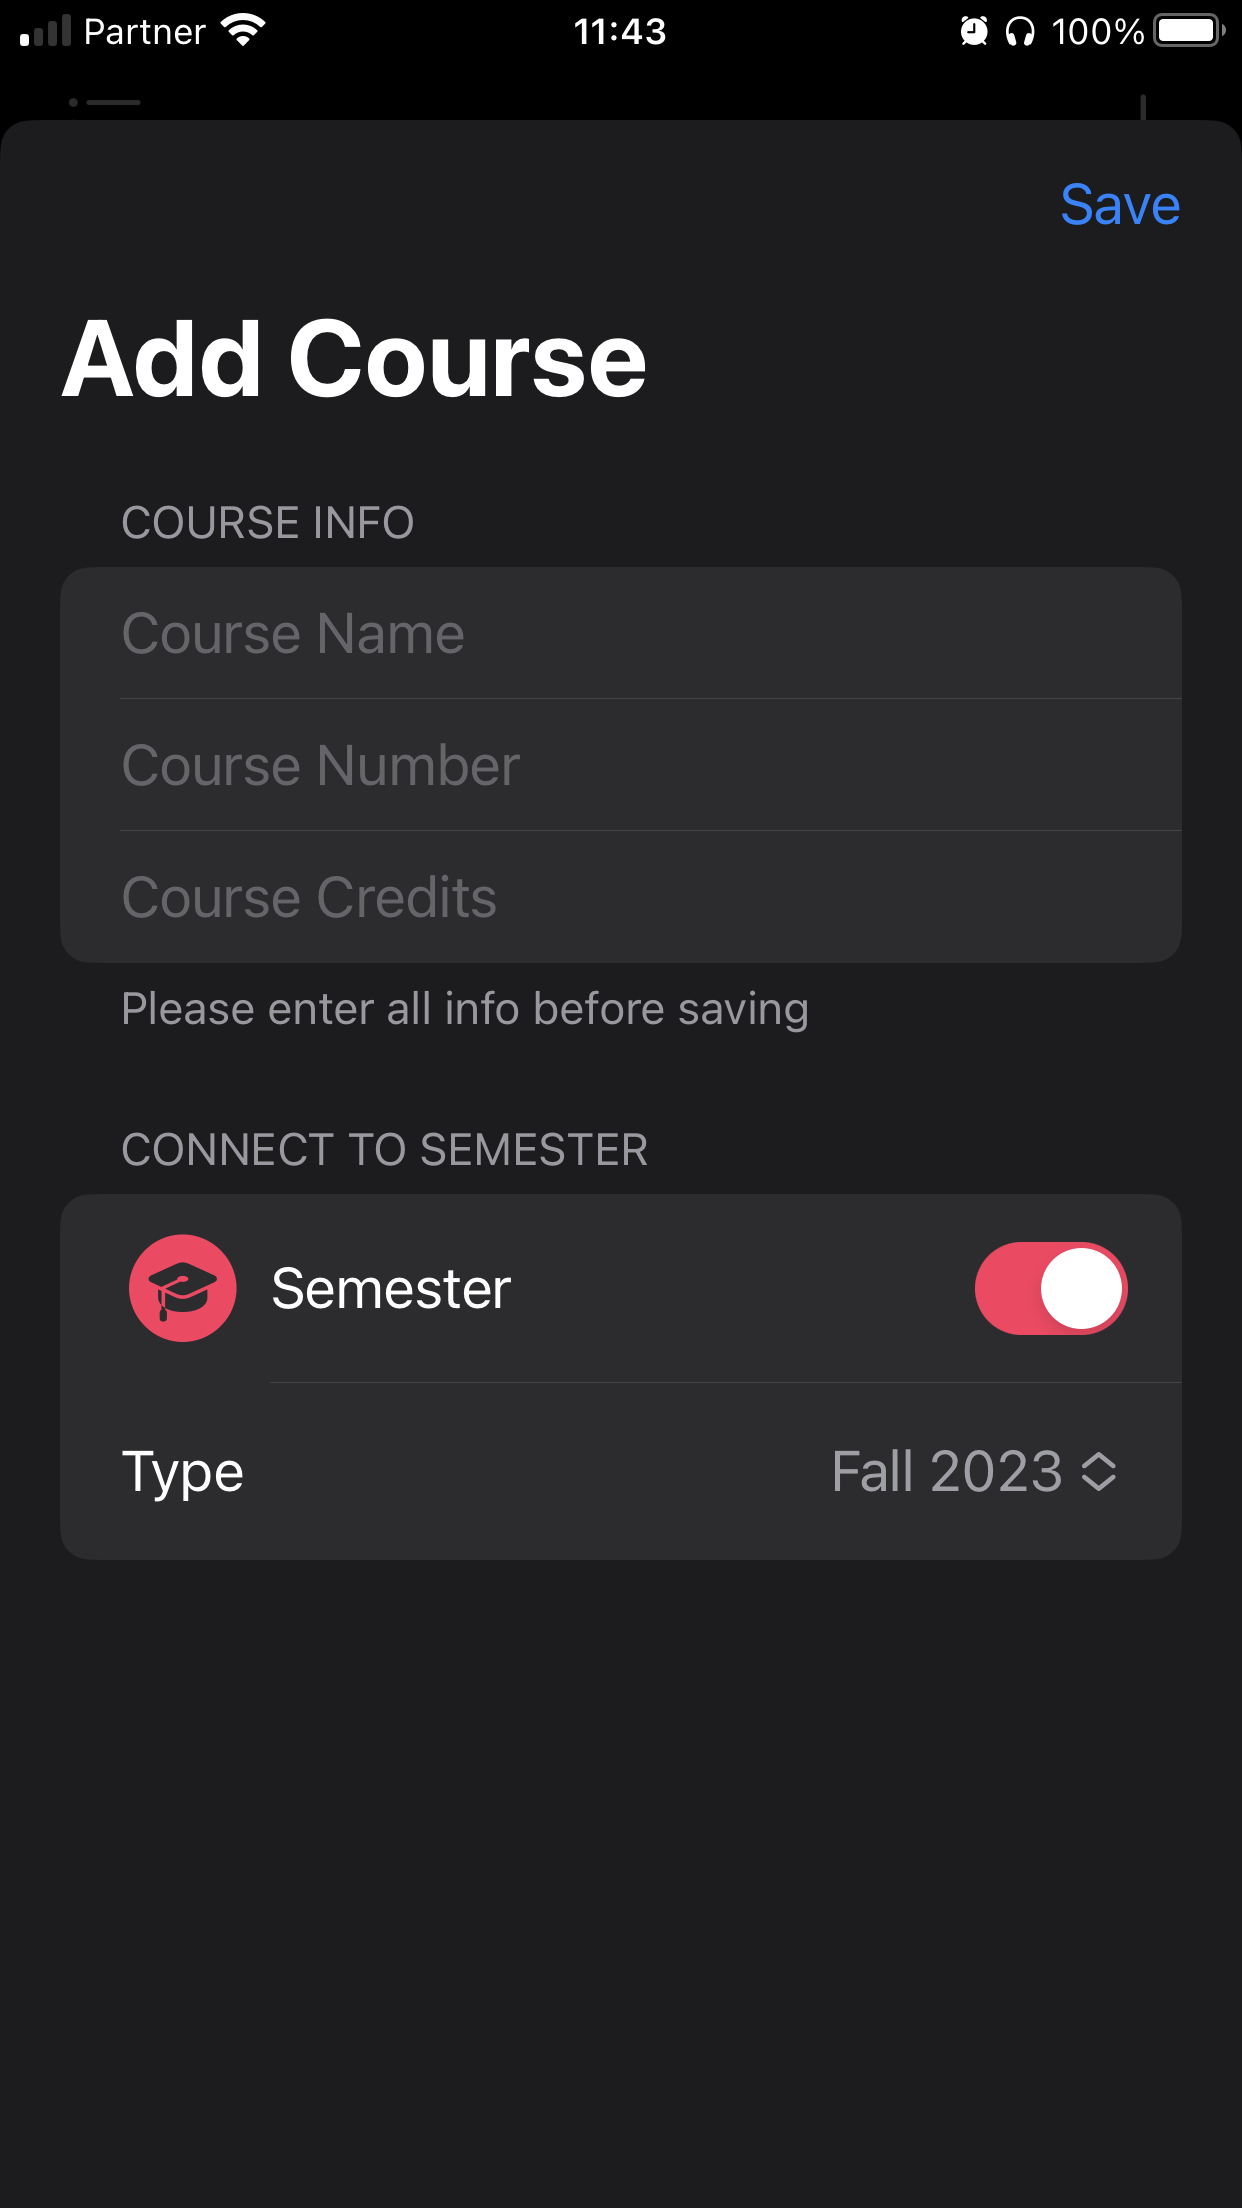 Partner 11:43 100%
Save
Add Course
COURSE INFO
Course Name
Course Number
Course Credits
Please enter all info before saving
CONNECT TO SEMESTER
Semester
Type Fall 2023